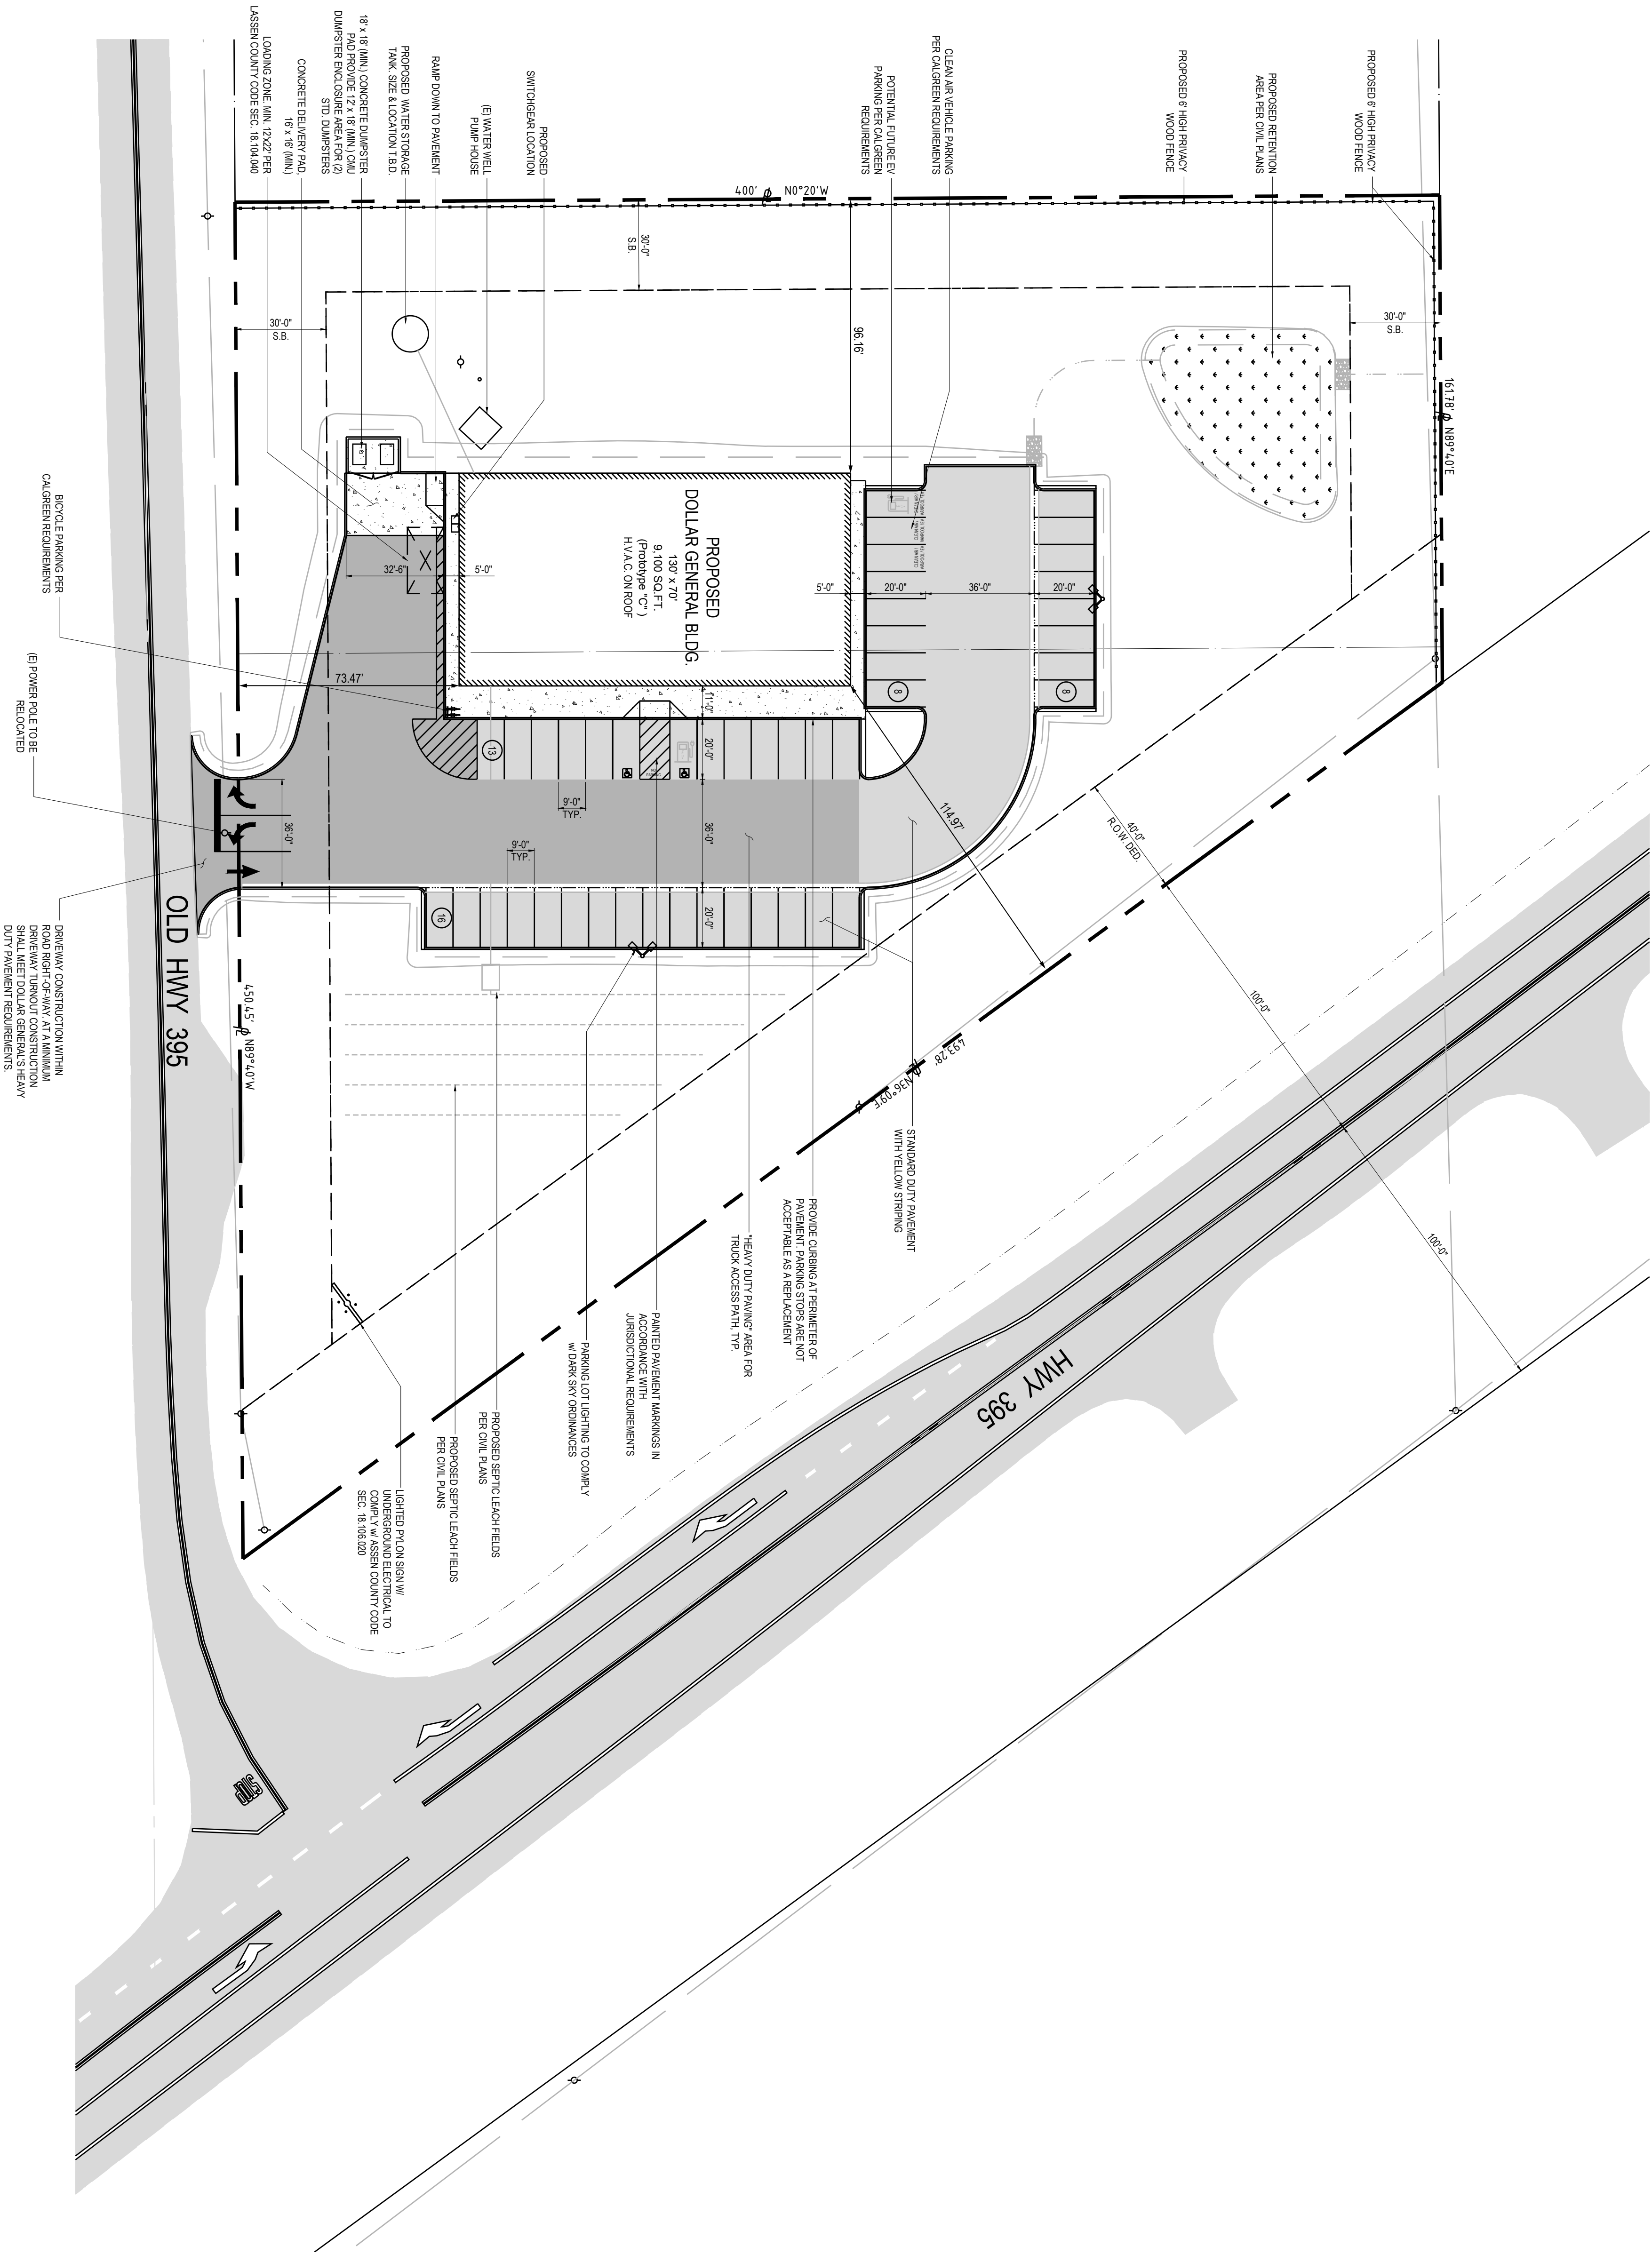 PROPOSED 6' HIGH PRIVACY
WOOD FENCE
PROPOSED RETENTION
AREA PER CIVIL PLANS
PROPOSED 6' HIGH PRIVACY
WOOD FENCE
CLEAN AIR VEHICLE PARKING
PER CALGREEN REQUIREMENTS
POTENTIAL FUTURE EV
PARKING PER CALGREEN
REQUIREMENTS
PROPOSED
SWITCHGEAR LOCATION
(E) WATER WELL
PUMP HOUSE
RAMP DOWN TO PAVEMENT
PROPOSED WATER STORAGE
TANK. SIZE & LOCATION T.B.D.
18' x 18' (MIN.) CONCRETE DUMPSTER
PAD PROVIDE 12' x 18' (MIN.) CMU
DUMPSTER ENCLOSURE AREA FOR (2)
STD. DUMPSTERS
CONCRETE DELIVERY PAD,
16' x 16' (MIN.)
LOADING ZONE. MIN. 12'x22' PER
LASSEN COUNTY CODE SEC. 18.104.040
BICYCLE PARKING PER
CALGREEN REQUIREMENTS
(E) POWER POLE TO BE
RELOCATED
DRIVEWAY CONSTRUCTION WITHIN
ROAD RIGHT-OF-WAY. AT A MINIMUM
DRIVEWAY TURNOUT CONSTRUCTION
SHALL MEET DOLLAR GENERAL'S HEAVY
DUTY PAVEMENT REQUIREMENTS.
400' N0°20'W
161.78' N89°40'E
30'-0"
S.B.
30'-0"
S.B.
30'-0"
S.B.
96.16'
PROPOSED
DOLLAR GENERAL BLDG.
130' x 70'
9,100 SQ.FT.
(Prototype "C")
H.V.A.C. ON ROOF
5'-0"
20'-0"
36'-0"
20'-0"
8
8
32'-6"
5'-0"
73.47'
11'-0"
20'-0"
36'-0"
20'-0"
13
16
9'-0"
TYP.
9'-0"
TYP.
36'-0"
114.97'
40'-0"
R.O.W. DED.
100'-0"
100'-0"
493.28'
N36°09'E
450.45' N89°40'W
OLD HWY 395
HWY 395
STOP
STANDARD DUTY PAVEMENT
WITH YELLOW STRIPING
PROVIDE CURBING AT PERIMETER OF
PAVEMENT. PARKING STOPS ARE NOT
ACCEPTABLE AS A REPLACEMENT
"HEAVY DUTY PAVING" AREA FOR
TRUCK ACCESS PATH, TYP.
PAINTED PAVEMENT MARKINGS IN
ACCORDANCE WITH
JURISDICTIONAL REQUIREMENTS
PARKING LOT LIGHTING TO COMPLY
w/ DARK SKY ORDINANCES
PROPOSED SEPTIC LEACH FIELDS
PER CIVIL PLANS
PROPOSED SEPTIC LEACH FIELDS
PER CIVIL PLANS
LIGHTED PYLON SIGN W/
UNDERGROUND ELECTRICAL TO
COMPLY w/ ASSEN COUNTY CODE
SEC. 18.106.020